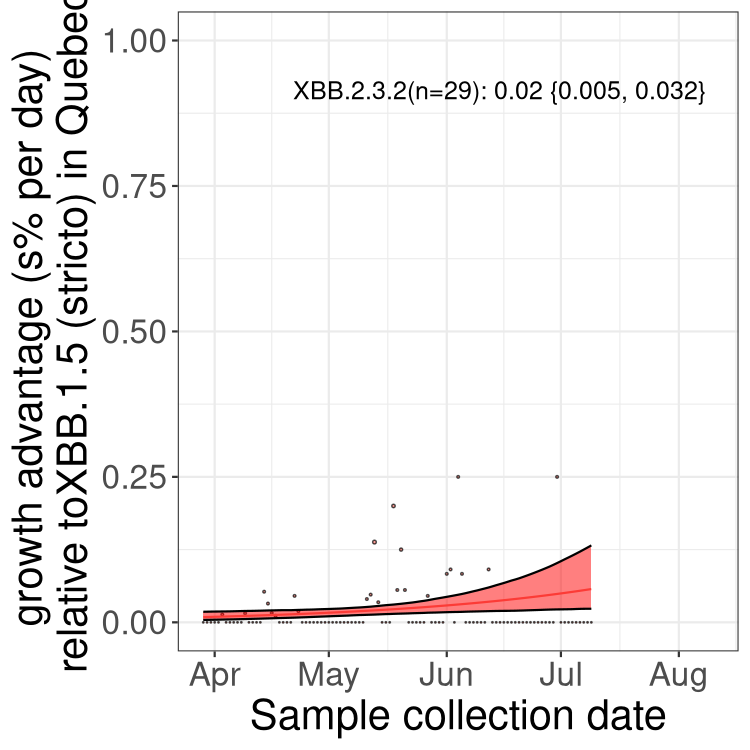 growth advantage (s% per day)
relative toXBB.1.5 (stricto) in Quebec
1.00
0.75
0.50
0.25
0.00
XBB.2.3.2(n=29): 0.02 {0.005, 0.032}
Apr May Jun Jul Aug
Sample collection date